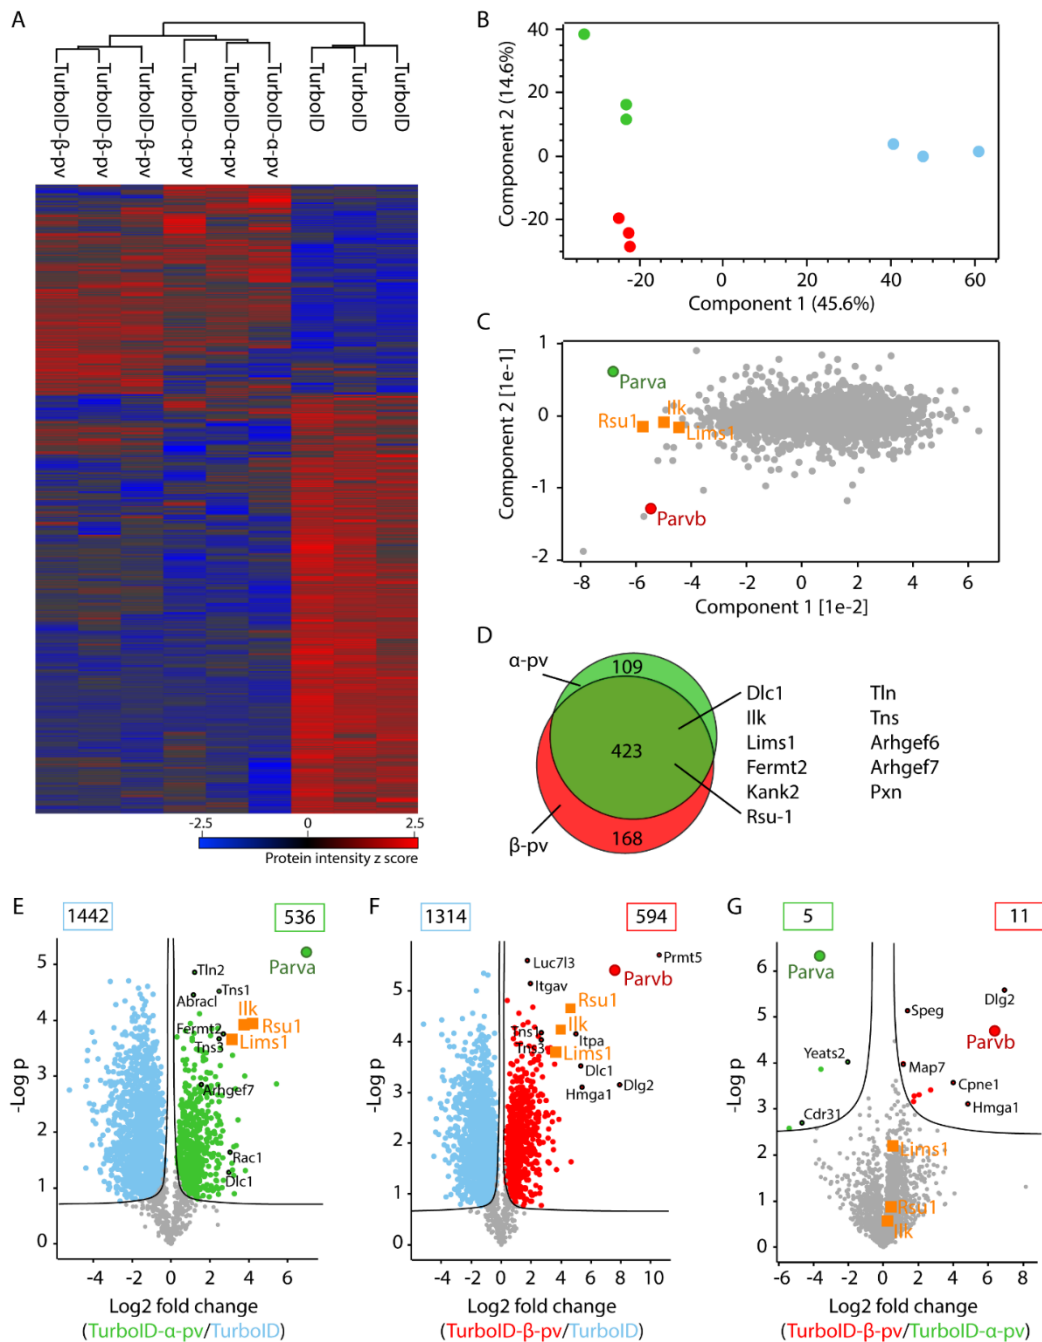 A
TurboID-β-pv
TurboID-β-pv
TurboID-β-pv
TurboID-α-pv
TurboID-α-pv
TurboID-α-pv
TurboID
TurboID
TurboID
-2.5 0 2.5
Protein intensity z score
B
Component 2 (14.6%)
40
20
0
-20
-20 0 20 40 60
Component 1 (45.6%)
C
Component 2 [1e-1]
1
0
-1
-2
Parva
Ilk
Rsu1
Lims1
Parvb
-8 -6 -4 -2 0 2 4 6
Component 1 [1e-2]
D
α-pv
109
423
168
β-pv
Dlc1 Tln
Ilk Tns
Lims1 Arhgef6
Fermt2 Arhgef7
Kank2 Pxn
Rsu-1
E
1442 536
-Log p
5
4
3
2
1
0
Parva
Tln2
Tns1
Abracl
Ilk
Rsu1
Fermt2
Lims1
Tns3
Arhgef7
Rac1
Dlc1
-4 -2 0 2 4 6
Log2 fold change
(TurboID-α-pv/TurboID)
F
1314 594
-Log p
5
4
3
2
1
0
Luc7l3
Prmt5
Parvb
Itgav
Rsu1
Tns1
Ilk
Itpa
Tns3
Lims1
Dlc1
Hmga1
Dlg2
-4 -2 0 2 4 6 8 10
Log2 fold change
(TurboID-β-pv/TurboID)
G
5 11
-Log p
6
5
4
3
2
1
0
Parva
Speg
Dlg2
Parvb
Yeats2
Map7
Cpne1
Hmga1
Cdr31
Lims1
Rsu1
Ilk
-6 -4 -2 0 2 4 6 8
Log2 fold change
(TurboID-β-pv/TurboID-α-pv)